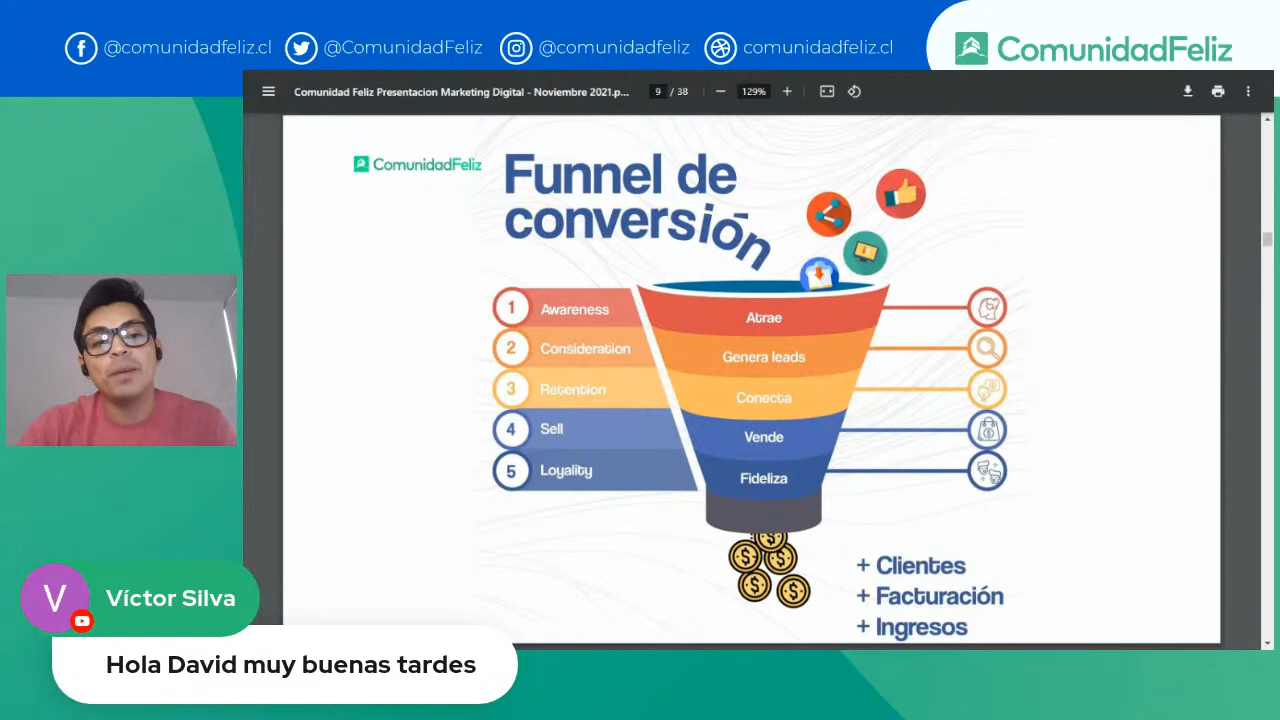 @comunidadfeliz.cl @ComunidadFeliz @comunidadfeliz comunidadfeliz.cl ComunidadFeliz
Comunidad Feliz Presentacion Marketing Digital - Noviembre 2021.p... 9 / 38 129%
ComunidadFeliz
Funnel de
conversión
1 Awareness Atrae
2 Consideration Genera leads
3 Retention Conecta
4 Sell Vende
5 Loyality Fideliza
+ Clientes
+ Facturación
+ Ingresos
V Víctor Silva
Hola David muy buenas tardes